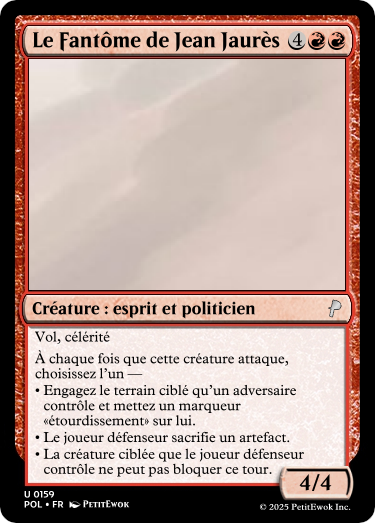 Le Fantôme de Jean Jaurès 4
Créature : esprit et politicien
Vol, célérité
À chaque fois que cette créature attaque,
choisissez l'un —
• Engagez le terrain ciblé qu'un adversaire
contrôle et mettez un marqueur
«étourdissement» sur lui.
• Le joueur défenseur sacrifie un artefact.
• La créature ciblée que le joueur défenseur
contrôle ne peut pas bloquer ce tour.
4/4
U 0159
POL • FR PetitEwok
© 2025 PetitEwok Inc.